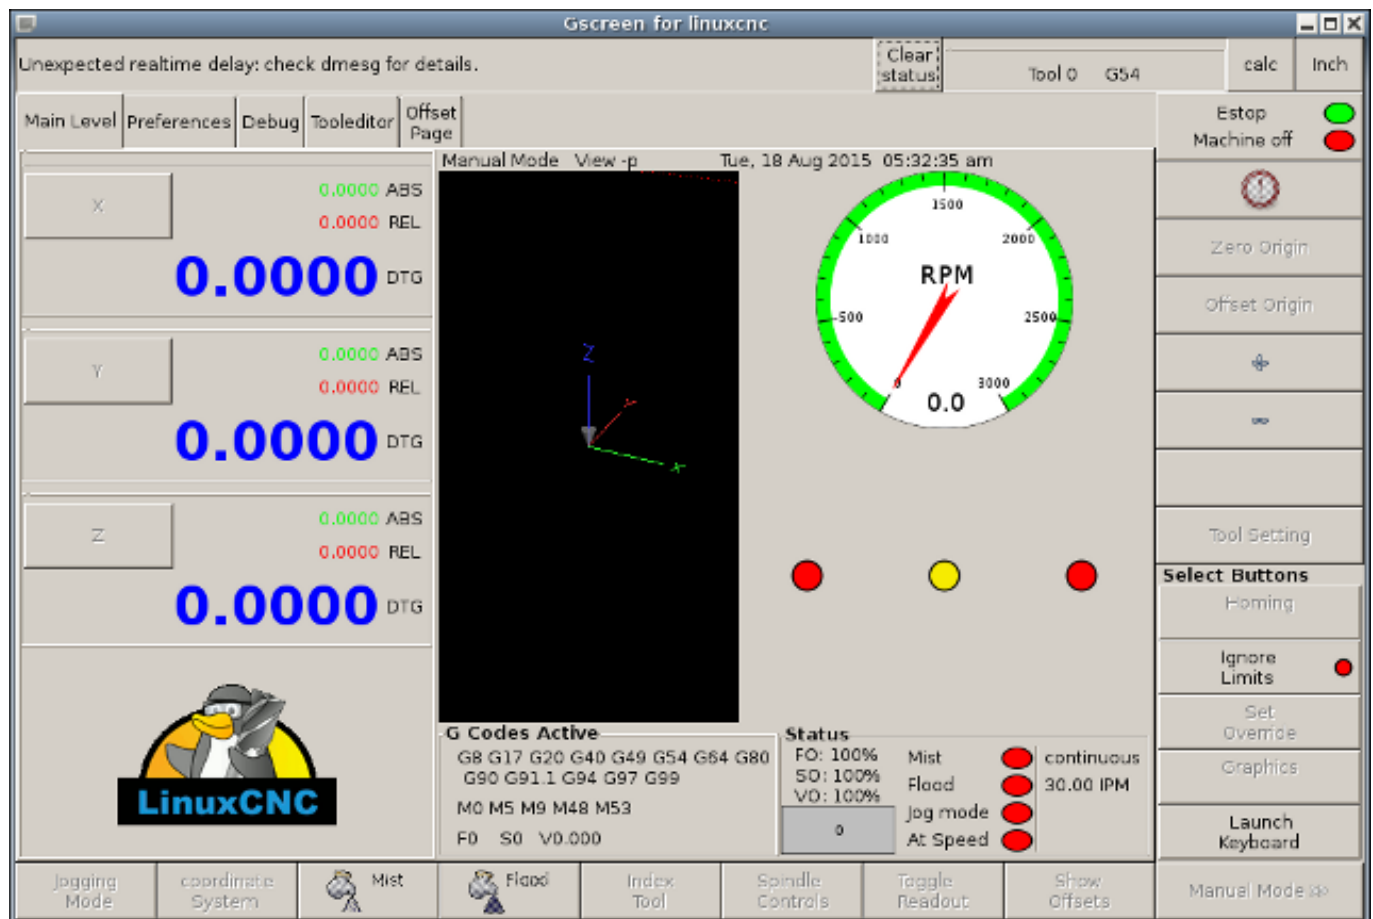 Gscreen for linuxcnc
Unexpected realtime delay: check dmesg for details.
Clear
status
Tool 0 G54
calc
Inch
Main Level
Preferences
Debug
Tooleditor
Offset
Page
Estop
Machine off
Manual Mode View -p Tue, 18 Aug 2015 05:32:35 am
X
0.0000 ABS
0.0000 REL
0.0000 DTG
Y
0.0000 ABS
0.0000 REL
0.0000 DTG
Z
0.0000 ABS
0.0000 REL
0.0000 DTG
LinuxCNC
Z
Y
X
RPM
0
500
1000
1500
2000
2500
3000
0.0
Zero Origin
Offset Origin
Tool Setting
Select Buttons
Homing
Ignore
Limits
Set
Override
Graphics
Launch
Keyboard
G Codes Active
G8 G17 G20 G40 G49 G54 G64 G80
G90 G91.1 G94 G97 G99
M0 M5 M9 M48 M53
F0 S0 V0.000
Status
FO: 100%
SO: 100%
VO: 100%
0
Mist
Flood
Jog mode
At Speed
continuous
30.00 IPM
Jogging
Mode
coordinate
System
Mist
Flood
Index
Tool
Spindle
Controls
Toggle
Readout
Show
Offsets
Manual Mode >>